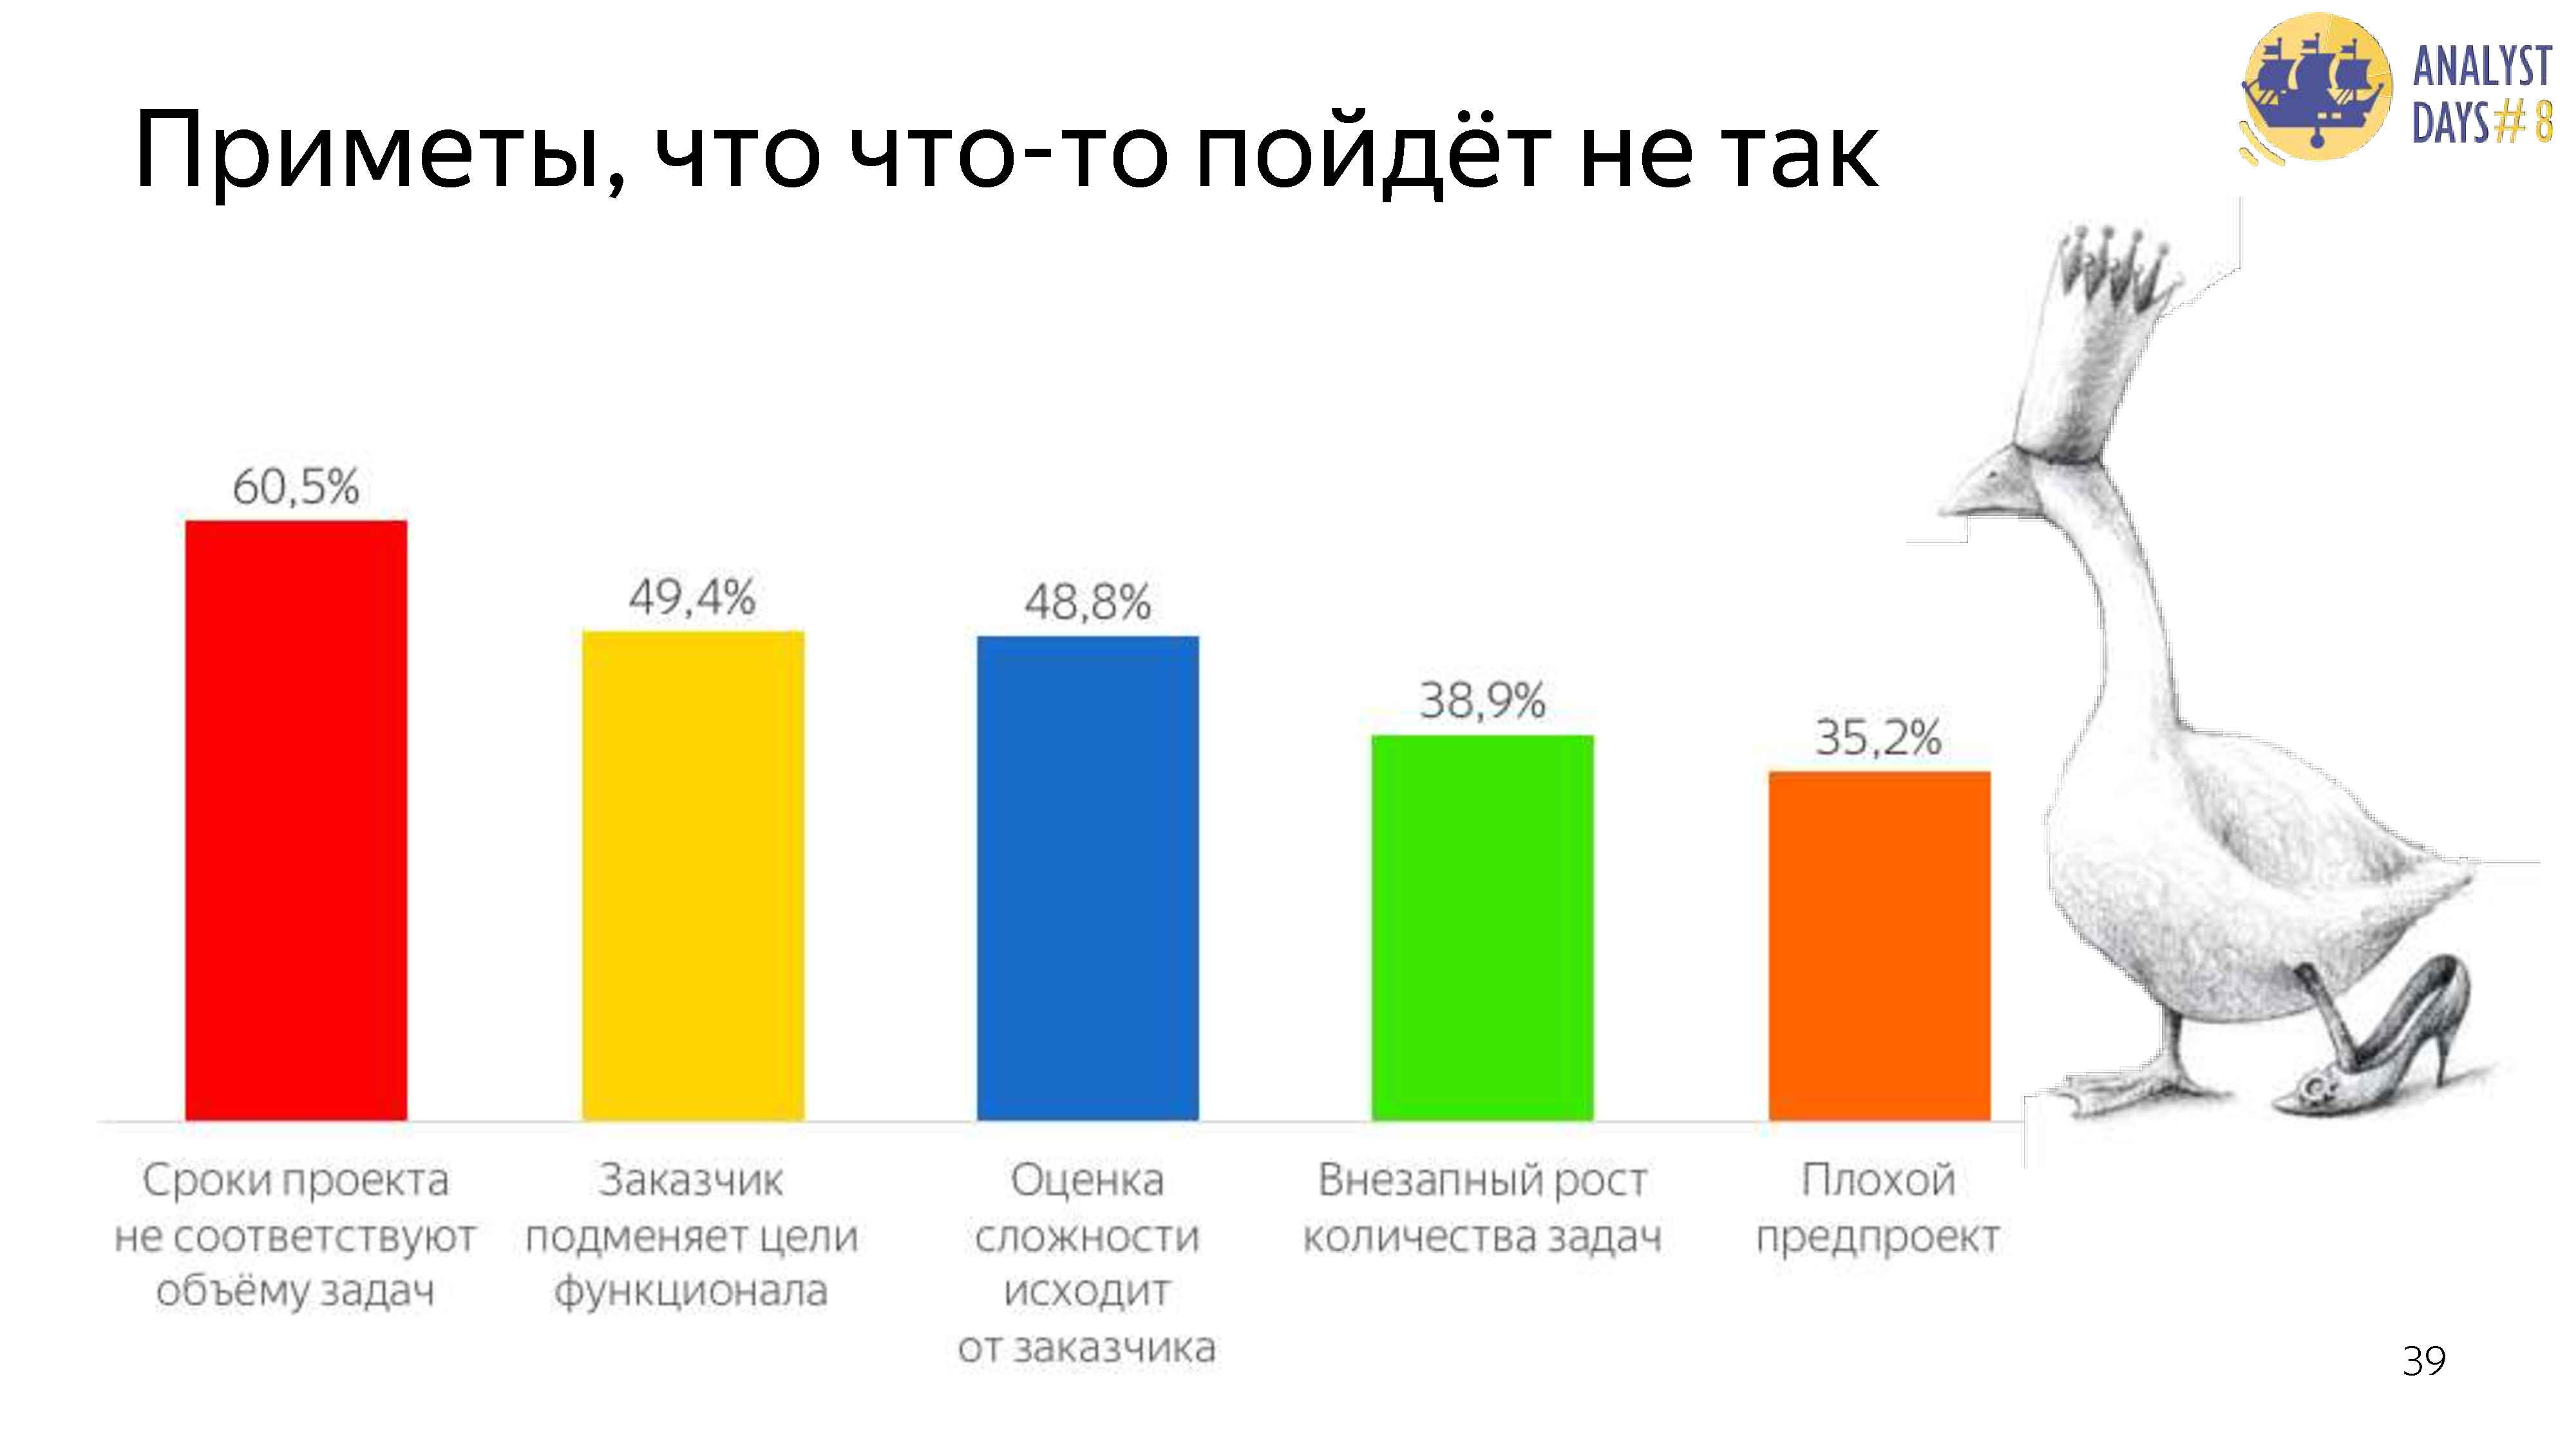 ANALYST
DAYS#8
Приметы, что что-то пойдёт не так
60,5%
49,4%
48,8%
38,9%
35,2%
Сроки проекта
не соответствуют
объёму задач
Заказчик
подменяет цели
функционала
Оценка
сложности
исходит
от заказчика
Внезапный рост
количества задач
Плохой
предпроект
39